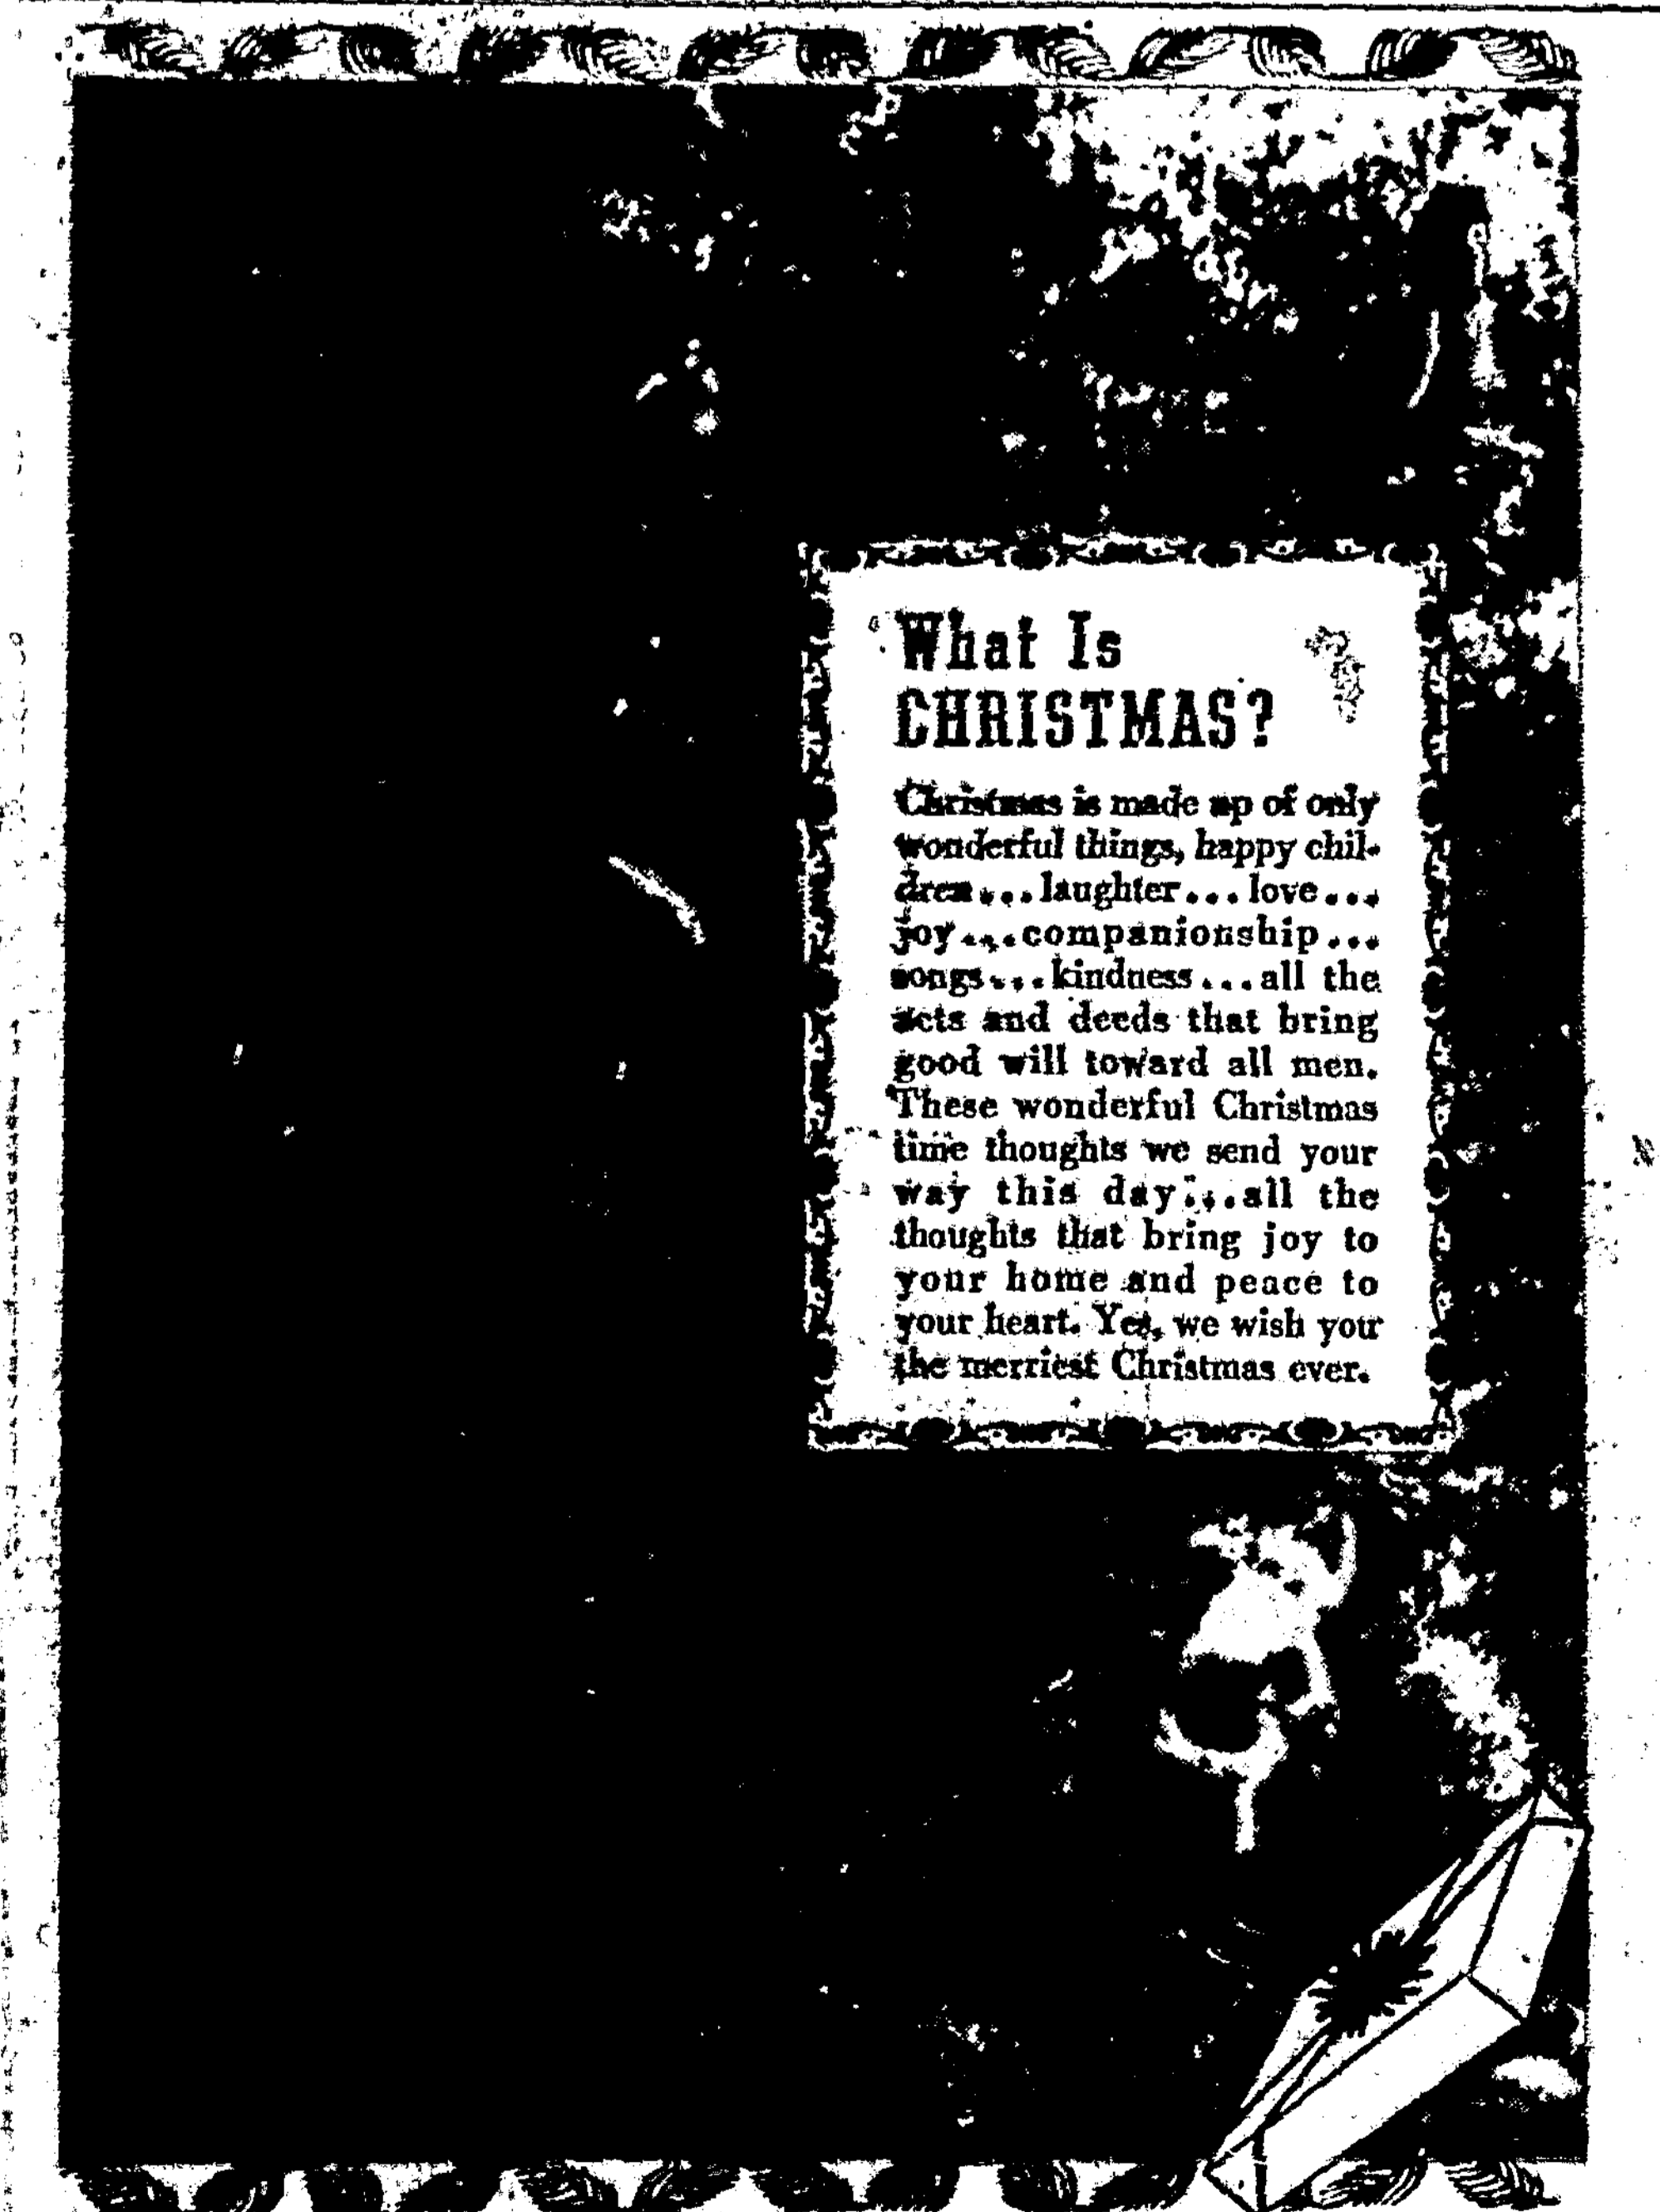 What Is
CHRISTMAS?
Christmas is made up of only
wonderful things, happy chil-
dren... laughter... love...
joy... companionship...
songs... kindness... all the
acts and deeds that bring
good will toward all men.
These wonderful Christmas
time thoughts we send your
way this day... all the
thoughts that bring joy to
your home and peace to
your heart. Yes, we wish you
the merriest Christmas ever.